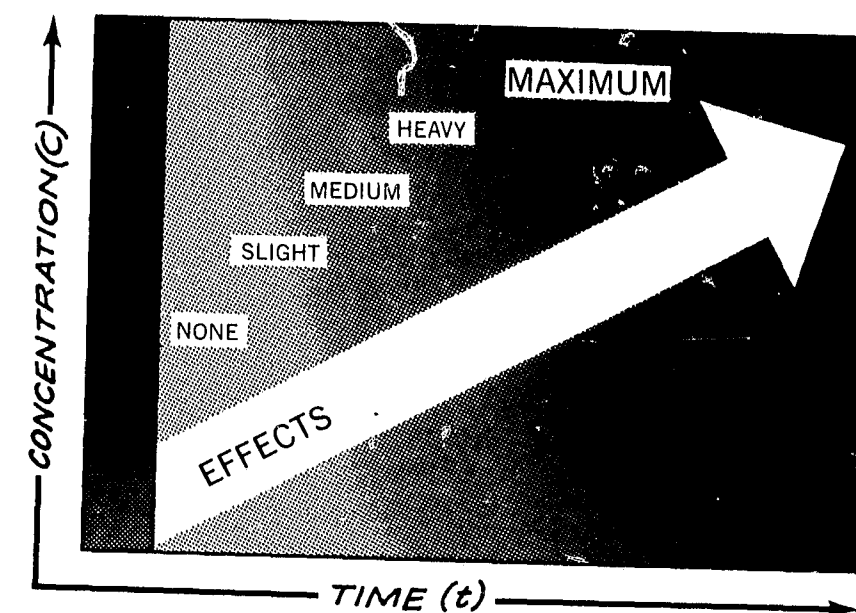 MAXIMUM
HEAVY
MEDIUM
SLIGHT
NONE
EFFECTS
CONCENTRATION(C)
TIME (t)